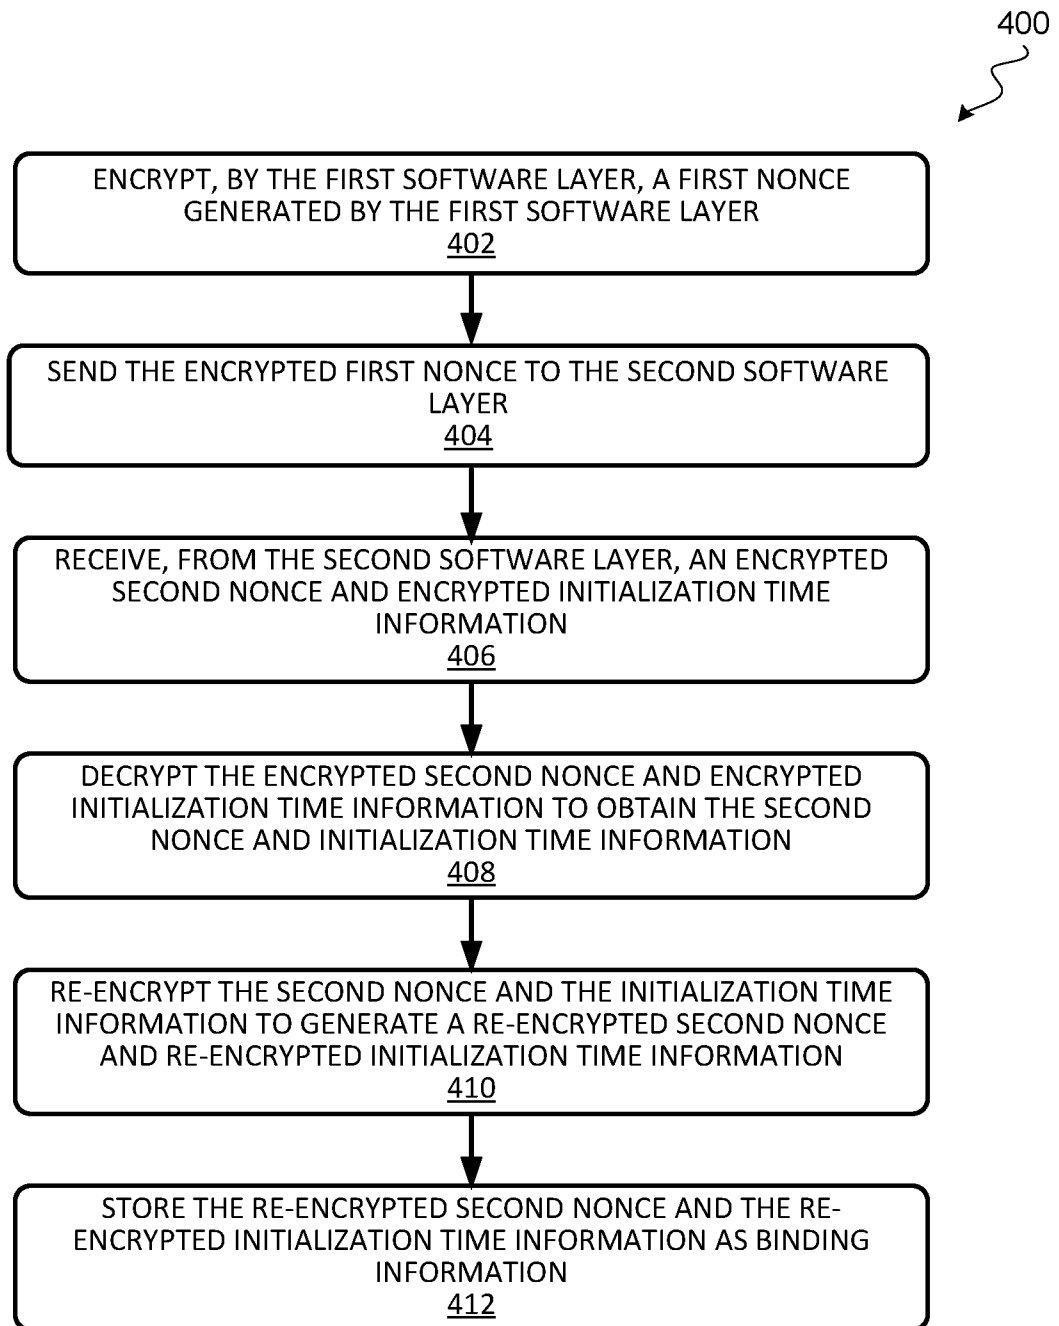 400
ENCRYPT, BY THE FIRST SOFTWARE LAYER, A FIRST NONCE
GENERATED BY THE FIRST SOFTWARE LAYER
402
SEND THE ENCRYPTED FIRST NONCE TO THE SECOND SOFTWARE
LAYER
404
RECEIVE, FROM THE SECOND SOFTWARE LAYER, AN ENCRYPTED
SECOND NONCE AND ENCRYPTED INITIALIZATION TIME
INFORMATION
406
DECRYPT THE ENCRYPTED SECOND NONCE AND ENCRYPTED
INITIALIZATION TIME INFORMATION TO OBTAIN THE SECOND
NONCE AND INITIALIZATION TIME INFORMATION
408
RE-ENCRYPT THE SECOND NONCE AND THE INITIALIZATION TIME
INFORMATION TO GENERATE A RE-ENCRYPTED SECOND NONCE
AND RE-ENCRYPTED INITIALIZATION TIME INFORMATION
410
STORE THE RE-ENCRYPTED SECOND NONCE AND THE RE-
ENCRYPTED INITIALIZATION TIME INFORMATION AS BINDING
INFORMATION
412